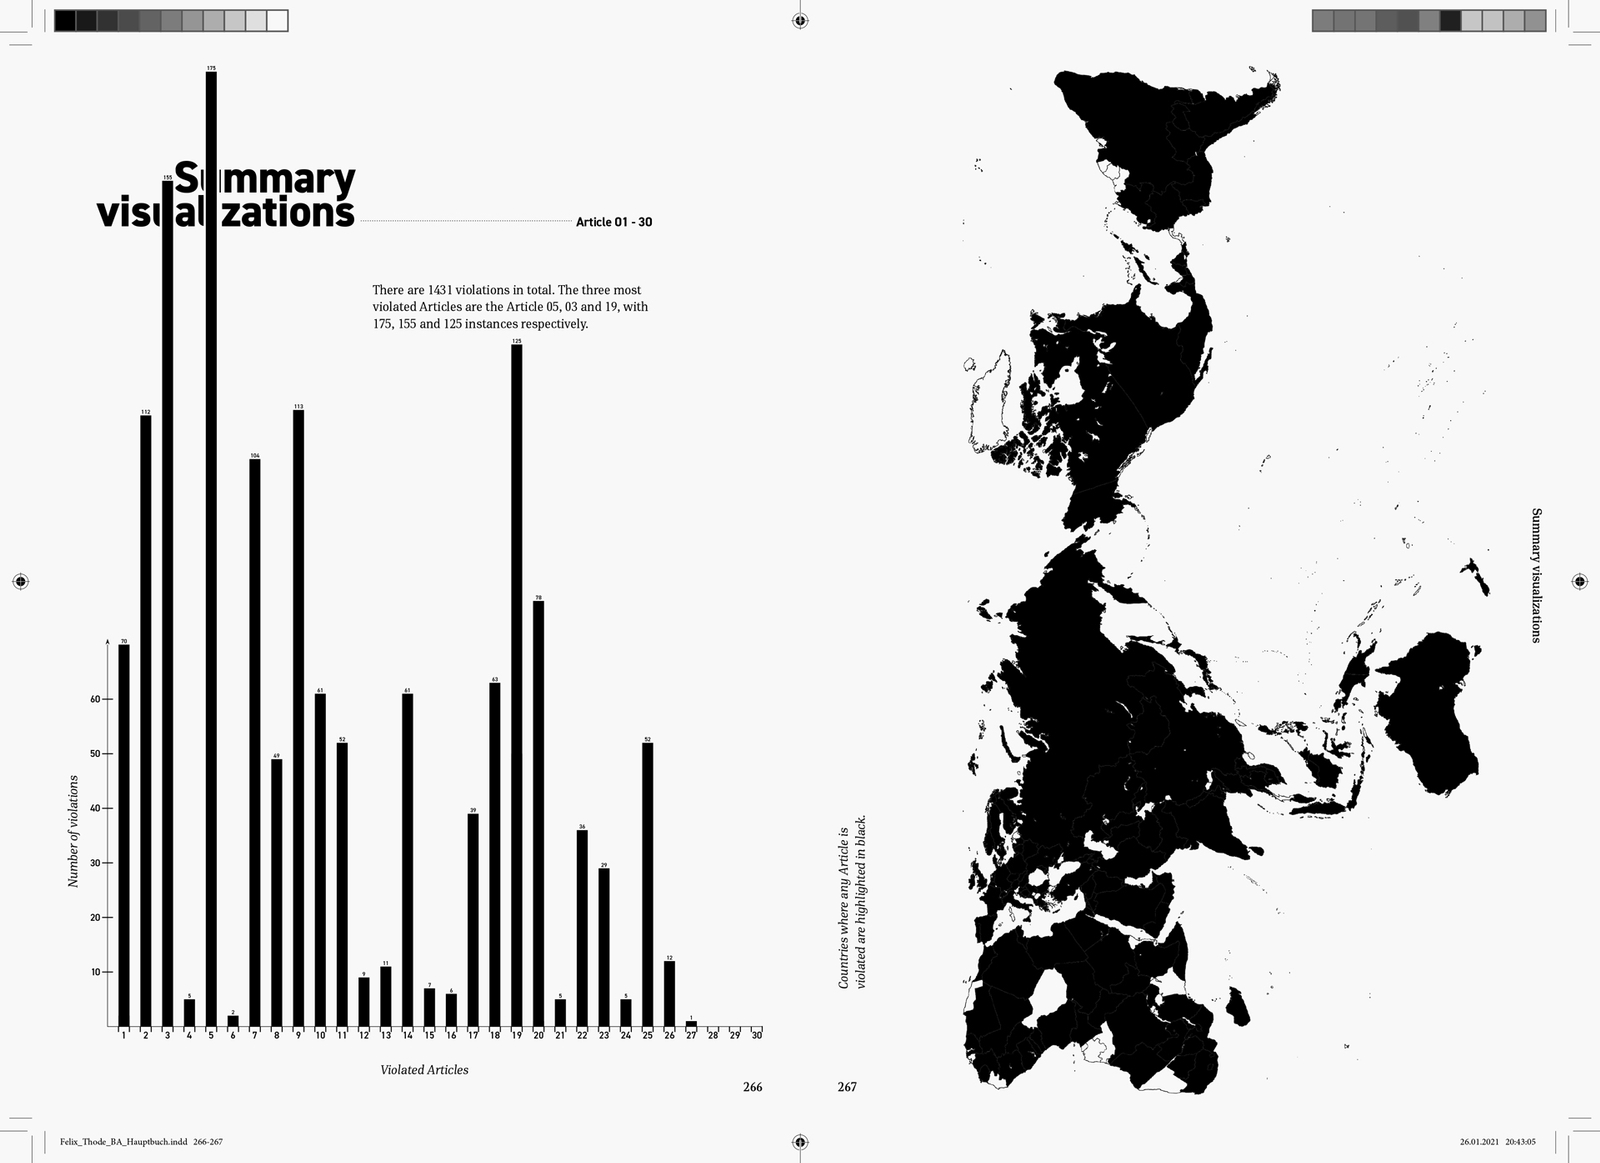 Summary
visualizations
Article 01 - 30
There are 1431 violations in total. The three most
violated Articles are the Article 05, 03 and 19, with
175, 155 and 125 instances respectively.
175
155
125
112
113
104
78
70
63
61
61
52
52
49
39
36
29
12
11
9
7
6
5
5
5
2
1
60
50
40
30
20
10
Number of violations
1 2 3 4 5 6 7 8 9 10 11 12 13 14 15 16 17 18 19 20 21 22 23 24 25 26 27 28 29 30
Violated Articles
266
267
Countries where any Article is
violated are highlighted in black.
Summary visualizations
Felix_Thode_BA_Hauptbuch.indd 266-267
26.01.2021 20:43:05